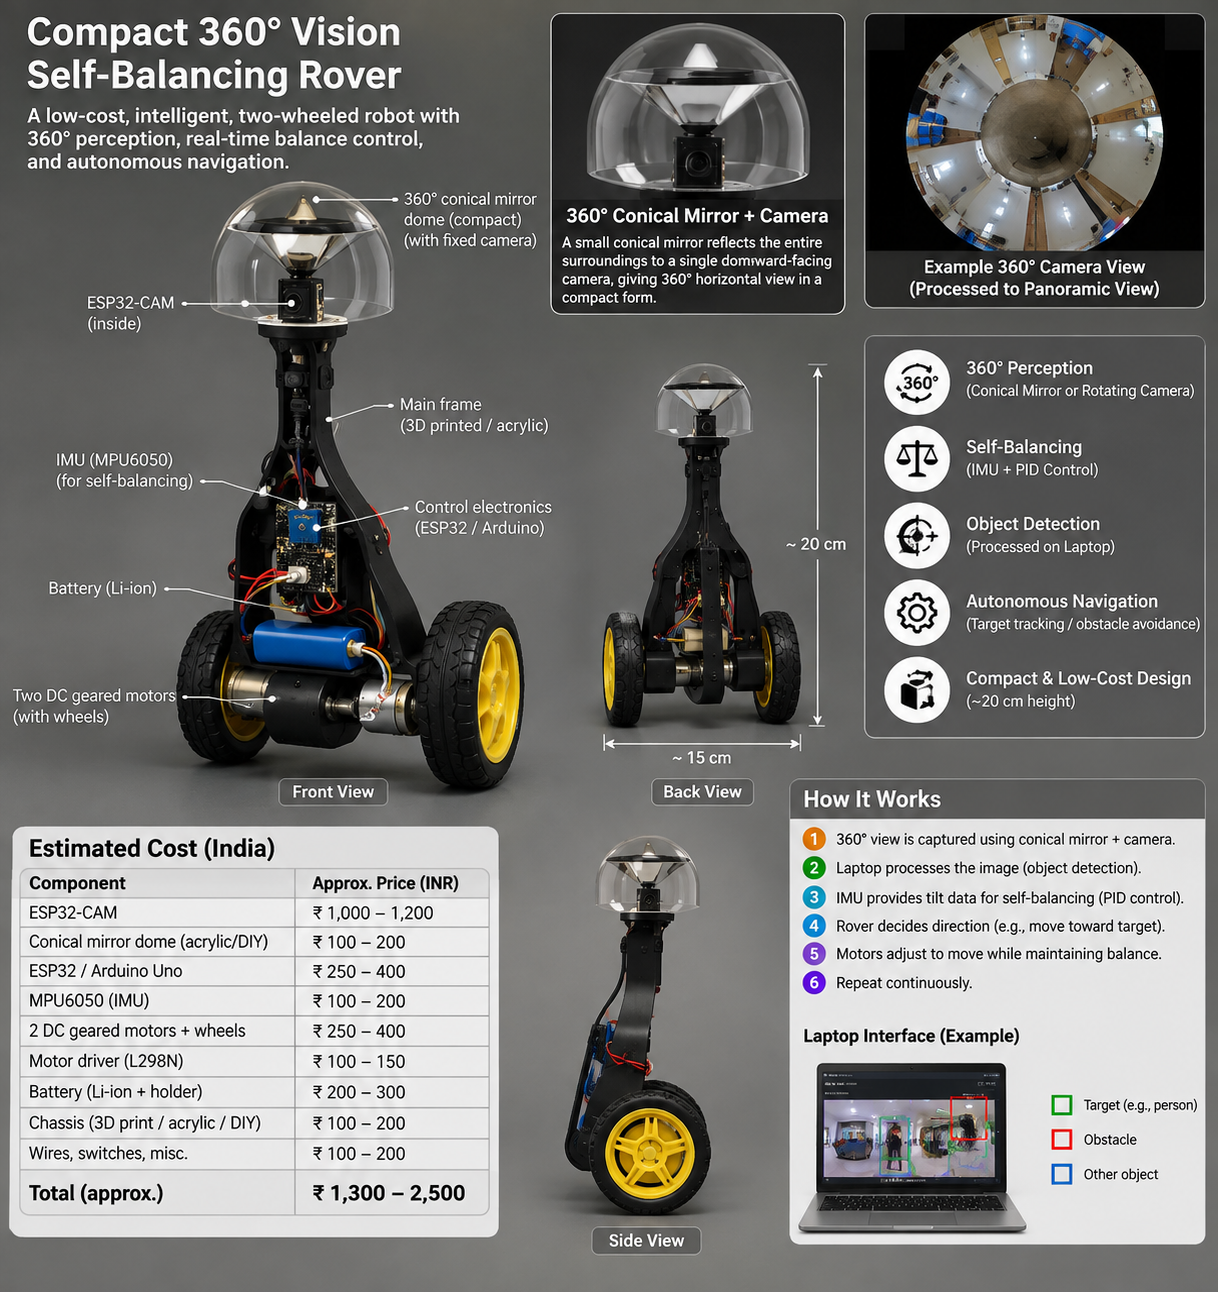 Compact 360° Vision
Self-Balancing Rover
A low-cost, intelligent, two-wheeled robot with
360° perception, real-time balance control,
and autonomous navigation.
360° conical mirror
dome (compact)
(with fixed camera)
ESP32-CAM
(inside)
Main frame
(3D printed / acrylic)
IMU (MPU6050)
(for self-balancing)
Control electronics
(ESP32 / Arduino)
Battery (Li-ion)
Two DC geared motors
(with wheels)
Front View
360° Conical Mirror + Camera
A small conical mirror reflects the entire
surroundings to a single domward-facing
camera, giving 360° horizontal view in a
compact form.
Example 360° Camera View
(Processed to Panoramic View)
~ 20 cm
~ 15 cm
Back View
360°
360° Perception
(Conical Mirror or Rotating Camera)
Self-Balancing
(IMU + PID Control)
Object Detection
(Processed on Laptop)
Autonomous Navigation
(Target tracking / obstacle avoidance)
Compact & Low-Cost Design
(~20 cm height)
Estimated Cost (India)
Component Approx. Price (INR)
ESP32-CAM ₹ 1,000 – 1,200
Conical mirror dome (acrylic/DIY) ₹ 100 – 200
ESP32 / Arduino Uno ₹ 250 – 400
MPU6050 (IMU) ₹ 100 – 200
2 DC geared motors + wheels ₹ 250 – 400
Motor driver (L298N) ₹ 100 – 150
Battery (Li-ion + holder) ₹ 200 – 300
Chassis (3D print / acrylic / DIY) ₹ 100 – 200
Wires, switches, misc. ₹ 100 – 200
Total (approx.) ₹ 1,300 – 2,500
Side View
How It Works
1 360° view is captured using conical mirror + camera.
2 Laptop processes the image (object detection).
3 IMU provides tilt data for self-balancing (PID control).
4 Rover decides direction (e.g., move toward target).
5 Motors adjust to move while maintaining balance.
6 Repeat continuously.
Laptop Interface (Example)
Target (e.g., person)
Obstacle
Other object